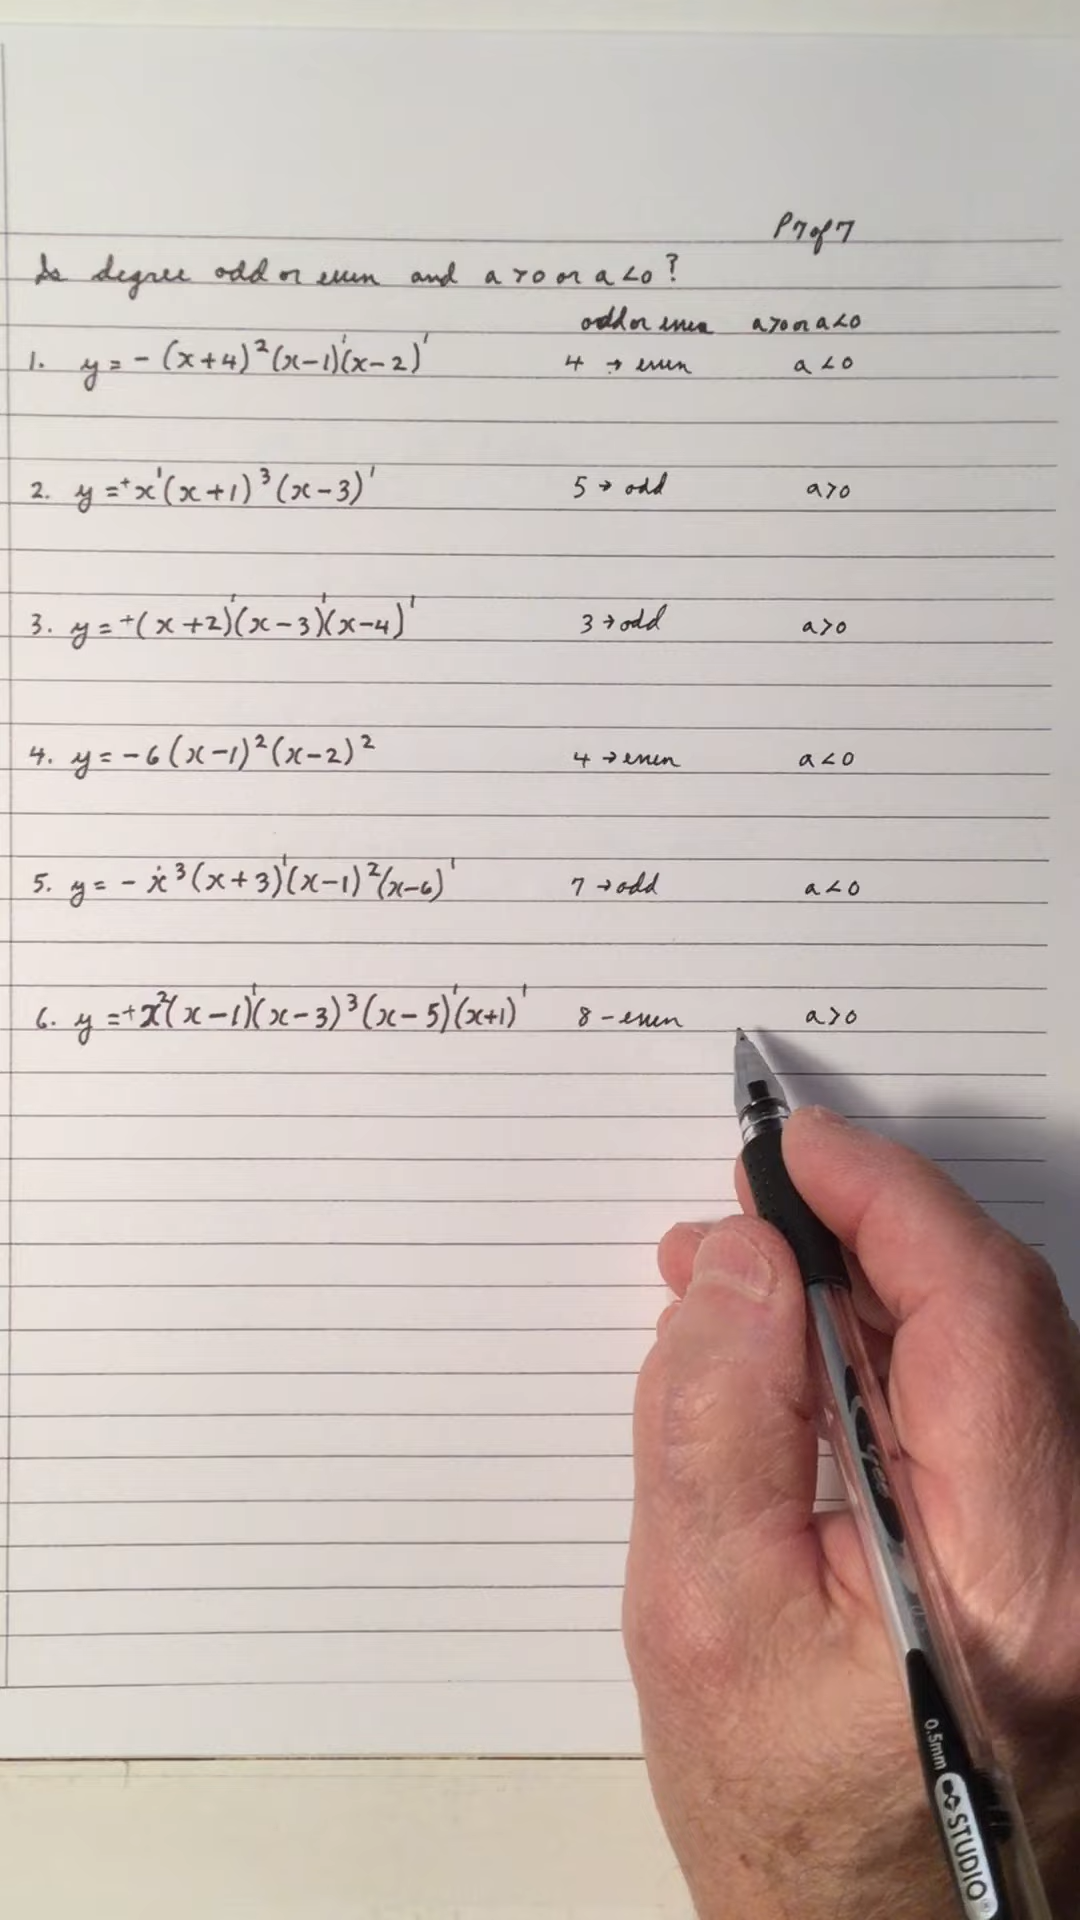 P7of7
Is degree odd or even and a>0 or a<0?
odd or even a>0 or a<0
1. y = - (x+4)²(x-1)¹(x-2)¹ 4 → even a<0
2. y =+x¹(x+1)³(x-3)¹ 5 → odd a>0
3. y = +(x+2)¹(x-3)¹(x-4)¹ 3 → odd a>0
4. y = -6(x-1)²(x-2)² 4 → even a<0
5. y = - x³(x+3)¹(x-1)²(x-6)¹ 7 → odd a<0
6. y =+x²(x-1)¹(x-3)³(x-5)¹(x+1)¹ 8 - even a>0
0.5mm STUDIO